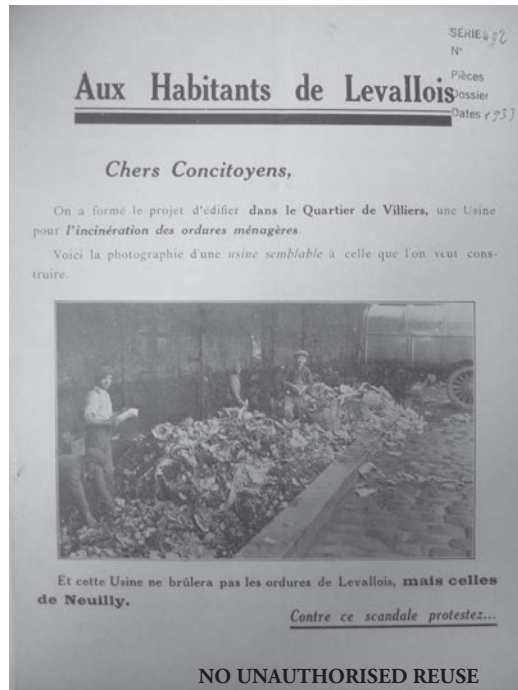 SÉRIE 402
N°
Pièces
Dossier
Dates 1933
Aux Habitants de Levallois
Chers Concitoyens,
On a formé le projet d'édifier dans le Quartier de Villiers, une Usine
pour l'incinération des ordures ménagères.
Voici la photographie d'une usine semblable à celle que l'on veut cons-
truire.
Et cette Usine ne brûlera pas les ordures de Levallois, mais celles
de Neuilly.
Contre ce scandale protestez...
NO UNAUTHORISED REUSE